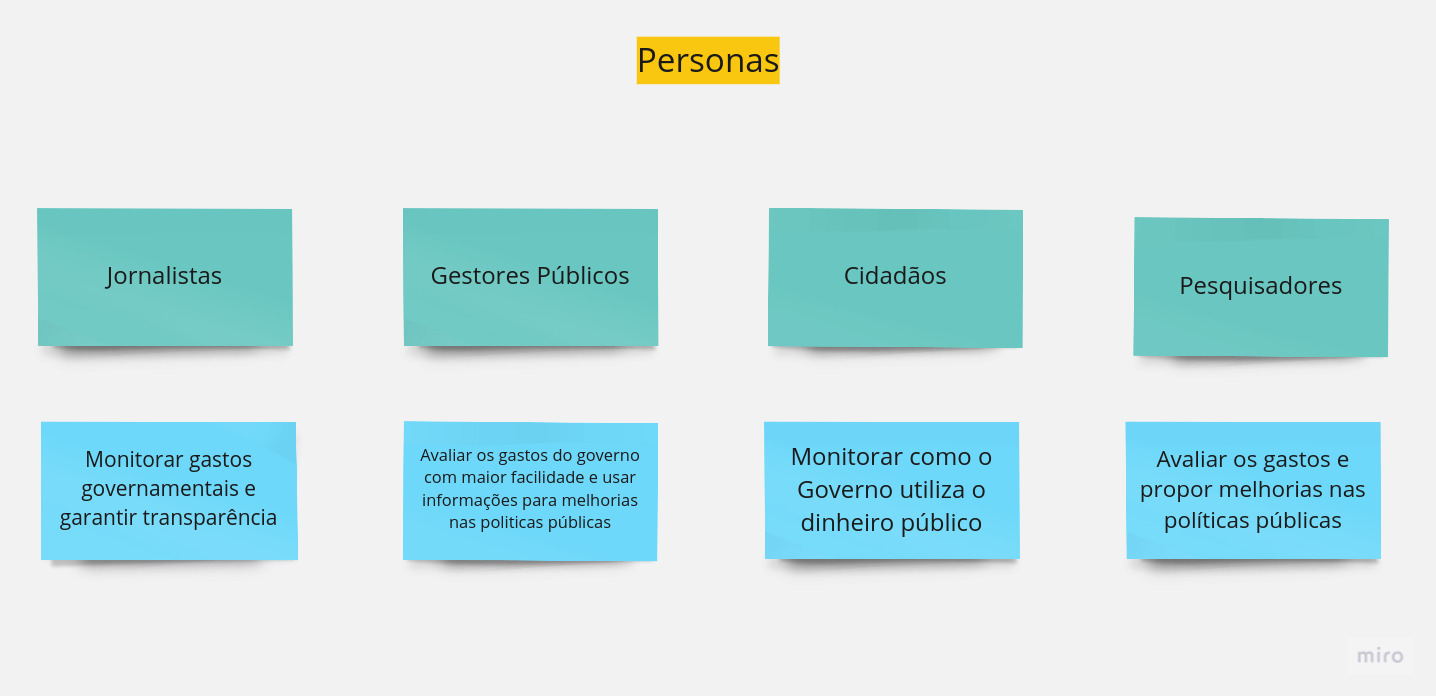 Personas
Jornalistas
Gestores Públicos
Cidadãos
Pesquisadores
Monitorar gastos
governamentais e
garantir transparência
Avaliar os gastos do governo
com maior facilidade e usar
informações para melhorias
nas politicas públicas
Monitorar como o
Governo utiliza o
dinheiro público
Avaliar os gastos e
propor melhorias nas
políticas públicas
miro